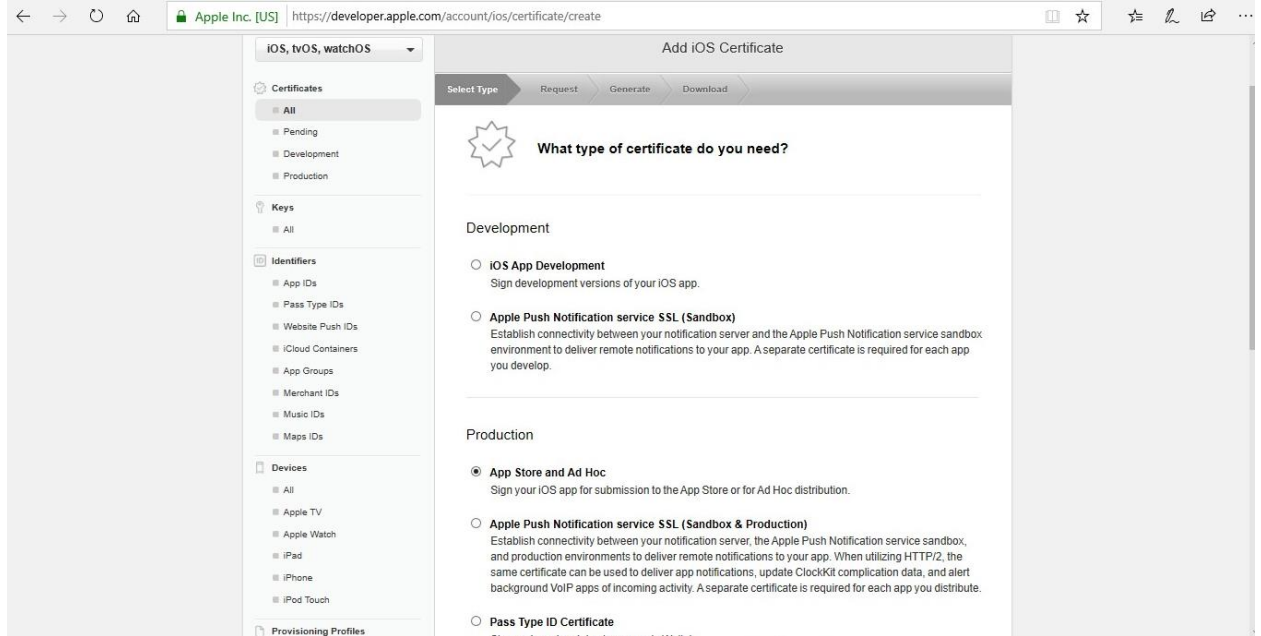 Apple Inc. [US] https://developer.apple.com/account/ios/certificate/create
iOS, tvOS, watchOS
Certificates
All
Pending
Development
Production
Keys
All
ID Identifiers
App IDs
Pass Type IDs
Website Push IDs
iCloud Containers
App Groups
Merchant IDs
Music IDs
Maps IDs
Devices
All
Apple TV
Apple Watch
iPad
iPhone
iPod Touch
Provisioning Profiles
Add iOS Certificate
Select Type Request Generate Download
What type of certificate do you need?
Development
iOS App Development
Sign development versions of your iOS app.
Apple Push Notification service SSL (Sandbox)
Establish connectivity between your notification server and the Apple Push Notification service sandbox
environment to deliver remote notifications to your app. A separate certificate is required for each app
you develop.
Production
App Store and Ad Hoc
Sign your iOS app for submission to the App Store or for Ad Hoc distribution.
Apple Push Notification service SSL (Sandbox & Production)
Establish connectivity between your notification server, the Apple Push Notification service sandbox,
and production environments to deliver remote notifications to your app. When utilizing HTTP/2, the
same certificate can be used to deliver app notifications, update ClockKit complication data, and alert
background VoIP apps of incoming activity. A separate certificate is required for each app you distribute.
Pass Type ID Certificate